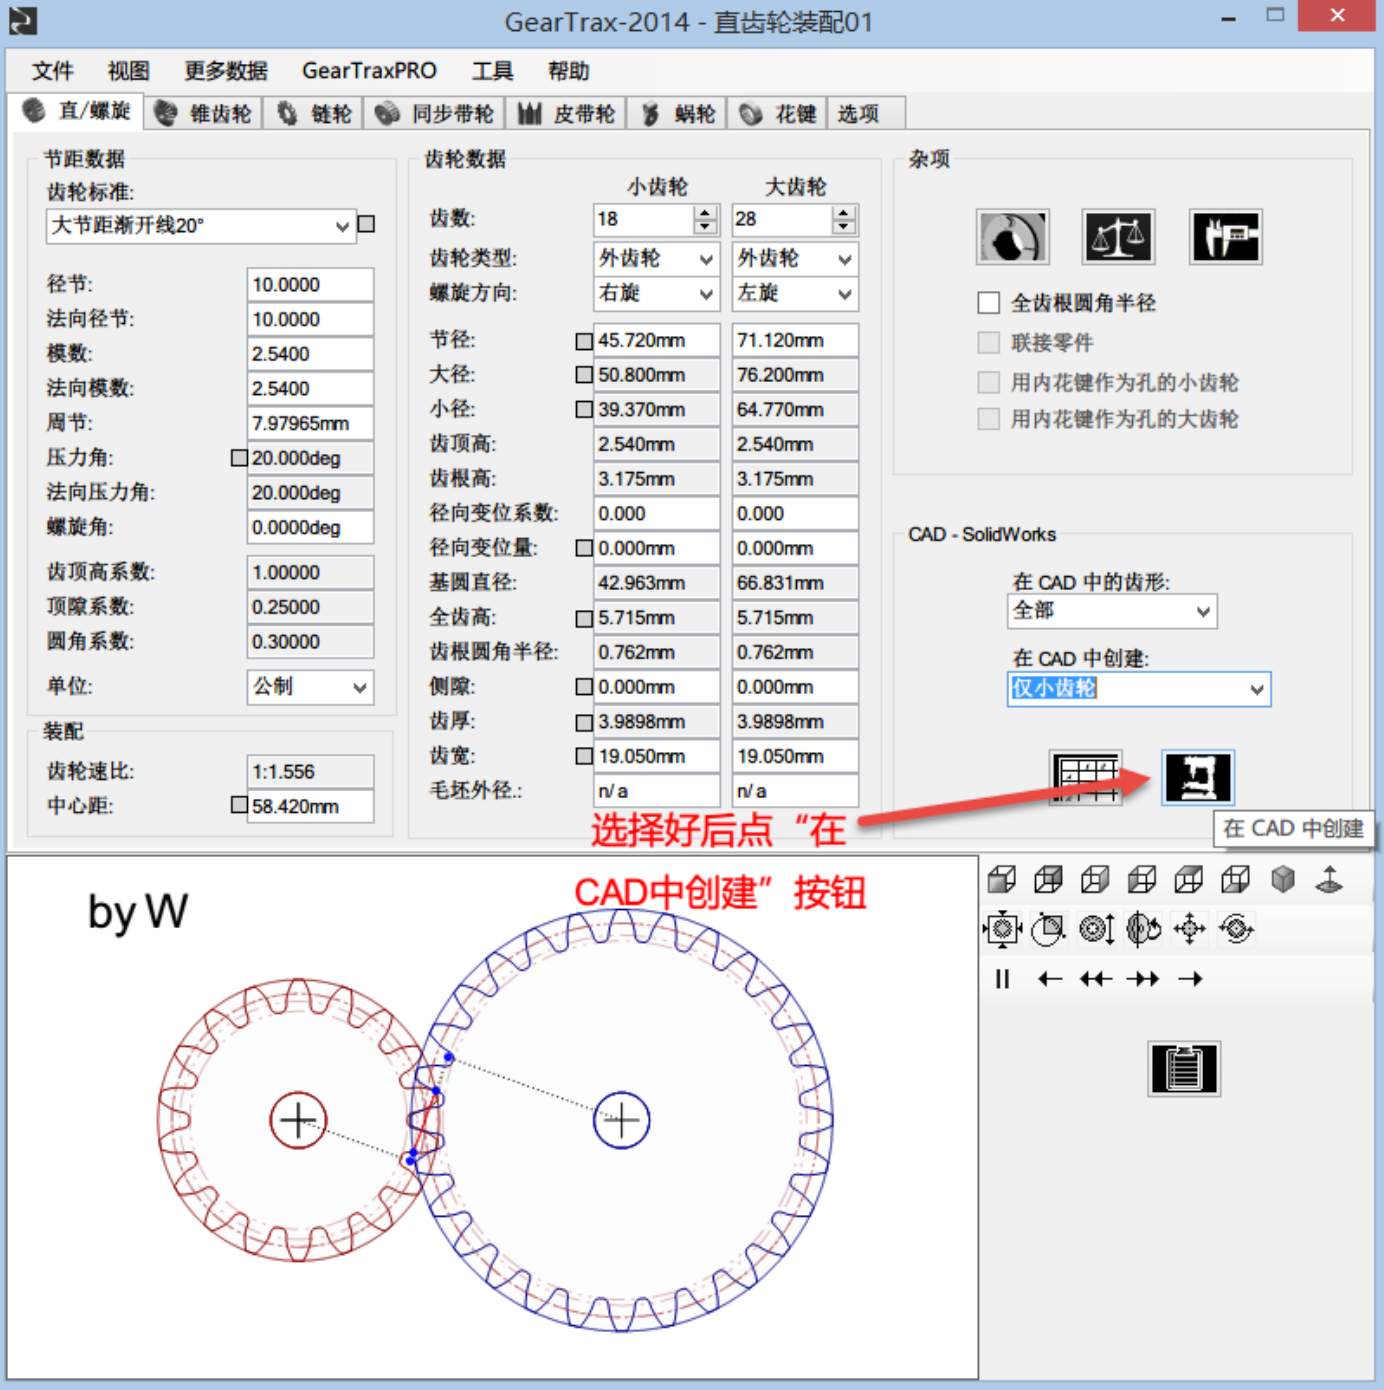 GearTrax-2014 - 直齿轮装配01
文件 视图 更多数据 GearTraxPRO 工具 帮助
直/螺旋 锥齿轮 链轮 同步带轮 皮带轮 蜗轮 花键 选项
节距数据
齿轮标准:
大节距渐开线20°
径节: 10.0000
法向径节: 10.0000
模数: 2.5400
法向模数: 2.5400
周节: 7.97965mm
压力角: 20.000deg
法向压力角: 20.000deg
螺旋角: 0.0000deg
齿顶高系数: 1.00000
顶隙系数: 0.25000
圆角系数: 0.30000
单位: 公制
装配
齿轮速比: 1:1.556
中心距: 58.420mm
齿轮数据
小齿轮 大齿轮
齿数: 18 28
齿轮类型: 外齿轮 外齿轮
螺旋方向: 右旋 左旋
节径: 45.720mm 71.120mm
大径: 50.800mm 76.200mm
小径: 39.370mm 64.770mm
齿顶高: 2.540mm 2.540mm
齿根高: 3.175mm 3.175mm
径向变位系数: 0.000 0.000
径向变位量: 0.000mm 0.000mm
基圆直径: 42.963mm 66.831mm
全齿高: 5.715mm 5.715mm
齿根圆角半径: 0.762mm 0.762mm
侧隙: 0.000mm 0.000mm
齿厚: 3.9898mm 3.9898mm
齿宽: 19.050mm 19.050mm
毛坯外径.: n/a n/a
杂项
全齿根圆角半径
联接零件
用内花键作为孔的小齿轮
用内花键作为孔的大齿轮
CAD - SolidWorks
在 CAD 中的齿形:
全部
在 CAD 中创建:
仅小齿轮
在 CAD 中创建
选择好后点“在
CAD中创建”按钮
by W